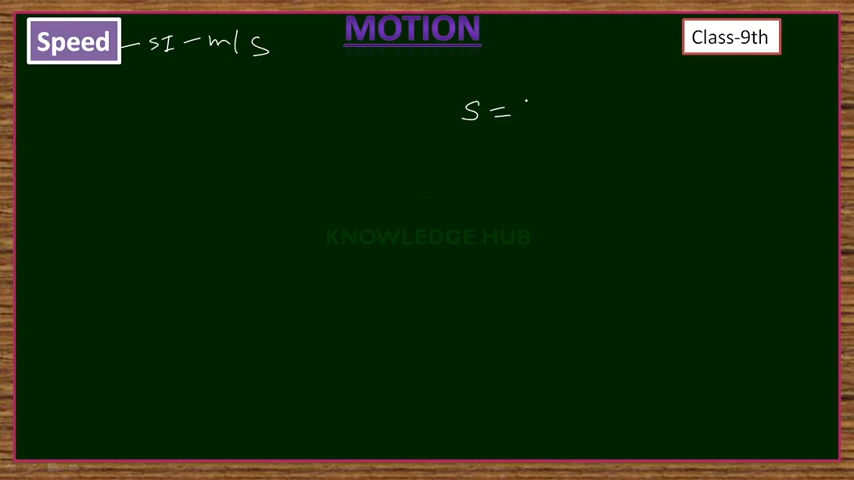 MOTION
Speed – SI – m/s
Class-9th
S =
KNOWLEDGE HUB